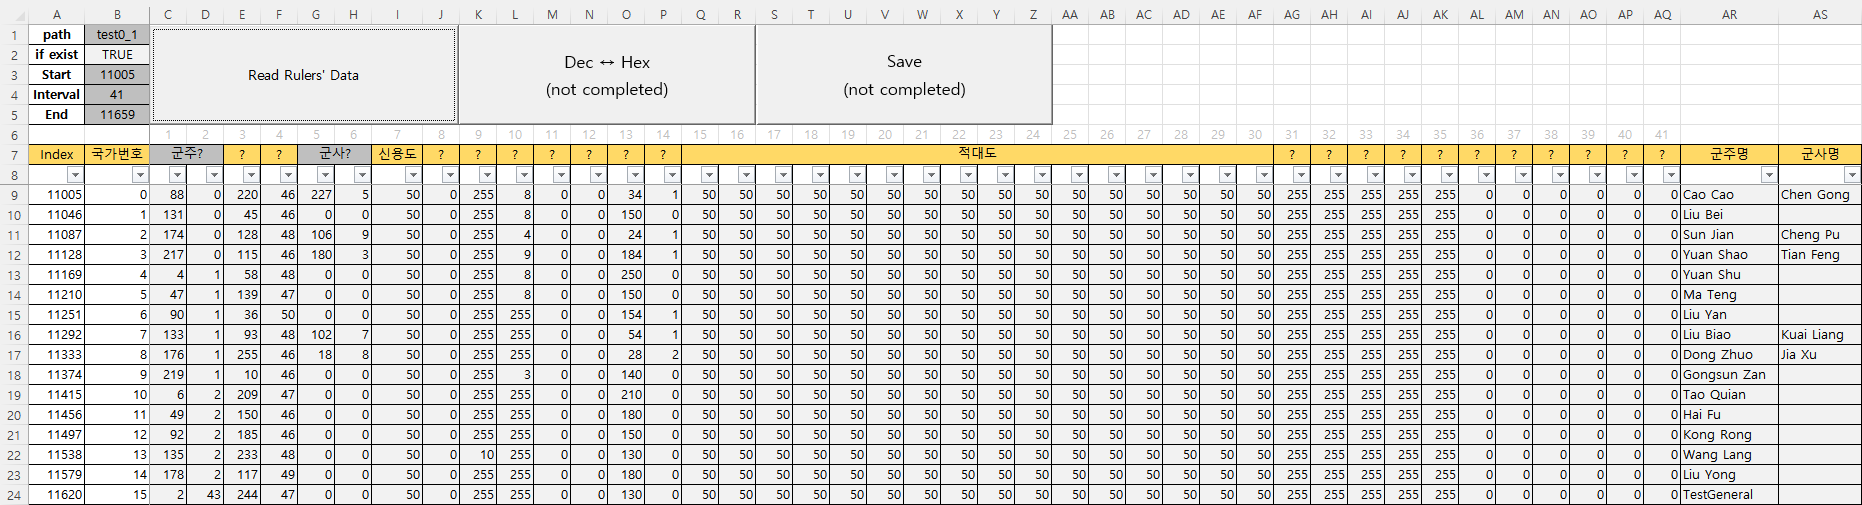 A B C D E F G H I J K L M N O P Q R S T U V W X Y Z AA AB AC AD AE AF AG AH AI AJ AK AL AM AN AO AP AQ AR AS
1 path test0_1
2 if exist TRUE
3 Start 11005
4 Interval 41
5 End 11659
Read Rulers' Data
Dec ↔ Hex
(not completed)
Save
(not completed)
6 1 2 3 4 5 6 7 8 9 10 11 12 13 14 15 16 17 18 19 20 21 22 23 24 25 26 27 28 29 30 31 32 33 34 35 36 37 38 39 40 41
7 Index 국가번호 군주? ? ? 군사? 신용도 ? ? ? ? ? ? ? 적대도 ? ? ? ? ? ? ? ? ? ? ? 군주명 군사명
8
9 11005 0 88 0 220 46 227 5 50 0 255 8 0 0 34 1 50 50 50 50 50 50 50 50 50 50 50 50 50 50 50 50 255 255 255 255 255 0 0 0 0 0 0 Cao Cao Chen Gong
10 11046 1 131 0 45 46 0 0 50 0 255 8 0 0 150 0 50 50 50 50 50 50 50 50 50 50 50 50 50 50 50 50 255 255 255 255 255 0 0 0 0 0 0 Liu Bei
11 11087 2 174 0 128 48 106 9 50 0 255 4 0 0 24 1 50 50 50 50 50 50 50 50 50 50 50 50 50 50 50 50 255 255 255 255 255 0 0 0 0 0 0 Sun Jian Cheng Pu
12 11128 3 217 0 115 46 180 3 50 0 255 9 0 0 184 1 50 50 50 50 50 50 50 50 50 50 50 50 50 50 50 50 255 255 255 255 255 0 0 0 0 0 0 Yuan Shao Tian Feng
13 11169 4 4 1 58 48 0 0 50 0 255 8 0 0 250 0 50 50 50 50 50 50 50 50 50 50 50 50 50 50 50 50 255 255 255 255 255 0 0 0 0 0 0 Yuan Shu
14 11210 5 47 1 139 47 0 0 50 0 255 8 0 0 150 0 50 50 50 50 50 50 50 50 50 50 50 50 50 50 50 50 255 255 255 255 255 0 0 0 0 0 0 Ma Teng
15 11251 6 90 1 36 50 0 0 50 0 255 255 0 0 154 1 50 50 50 50 50 50 50 50 50 50 50 50 50 50 50 50 255 255 255 255 255 0 0 0 0 0 0 Liu Yan
16 11292 7 133 1 93 48 102 7 50 0 255 255 0 0 54 1 50 50 50 50 50 50 50 50 50 50 50 50 50 50 50 50 255 255 255 255 255 0 0 0 0 0 0 Liu Biao Kuai Liang
17 11333 8 176 1 255 46 18 8 50 0 255 255 0 0 28 2 50 50 50 50 50 50 50 50 50 50 50 50 50 50 50 50 255 255 255 255 255 0 0 0 0 0 0 Dong Zhuo Jia Xu
18 11374 9 219 1 10 46 0 0 50 0 255 3 0 0 140 0 50 50 50 50 50 50 50 50 50 50 50 50 50 50 50 50 255 255 255 255 255 0 0 0 0 0 0 Gongsun Zan
19 11415 10 6 2 209 47 0 0 50 0 255 255 0 0 210 0 50 50 50 50 50 50 50 50 50 50 50 50 50 50 50 50 255 255 255 255 255 0 0 0 0 0 0 Tao Quian
20 11456 11 49 2 150 46 0 0 50 0 255 255 0 0 180 0 50 50 50 50 50 50 50 50 50 50 50 50 50 50 50 50 255 255 255 255 255 0 0 0 0 0 0 Hai Fu
21 11497 12 92 2 185 46 0 0 50 0 255 255 0 0 150 0 50 50 50 50 50 50 50 50 50 50 50 50 50 50 50 50 255 255 255 255 255 0 0 0 0 0 0 Kong Rong
22 11538 13 135 2 233 48 0 0 50 0 10 255 0 0 130 0 50 50 50 50 50 50 50 50 50 50 50 50 50 50 50 50 255 255 255 255 255 0 0 0 0 0 0 Wang Lang
23 11579 14 178 2 117 49 0 0 50 0 255 255 0 0 180 0 50 50 50 50 50 50 50 50 50 50 50 50 50 50 50 50 255 255 255 255 255 0 0 0 0 0 0 Liu Yong
24 11620 15 2 43 244 47 0 0 50 0 255 255 0 0 130 0 50 50 50 50 50 50 50 50 50 50 50 50 50 50 50 50 255 255 255 255 255 0 0 0 0 0 0 TestGeneral